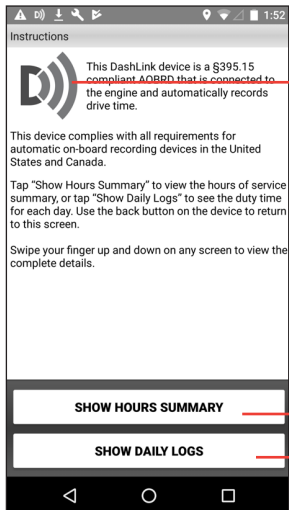 1:52
Instructions
This DashLink device is a §395.15
compliant AOBRD that is connected to
the engine and automatically records
drive time.
This device complies with all requirements for
automatic on-board recording devices in the United
States and Canada.
Tap “Show Hours Summary” to view the hours of service
summary, or tap “Show Daily Logs” to see the duty time
for each day. Use the back button on the device to return
to this screen.
Swipe your finger up and down on any screen to view the
complete details.
SHOW HOURS SUMMARY
SHOW DAILY LOGS